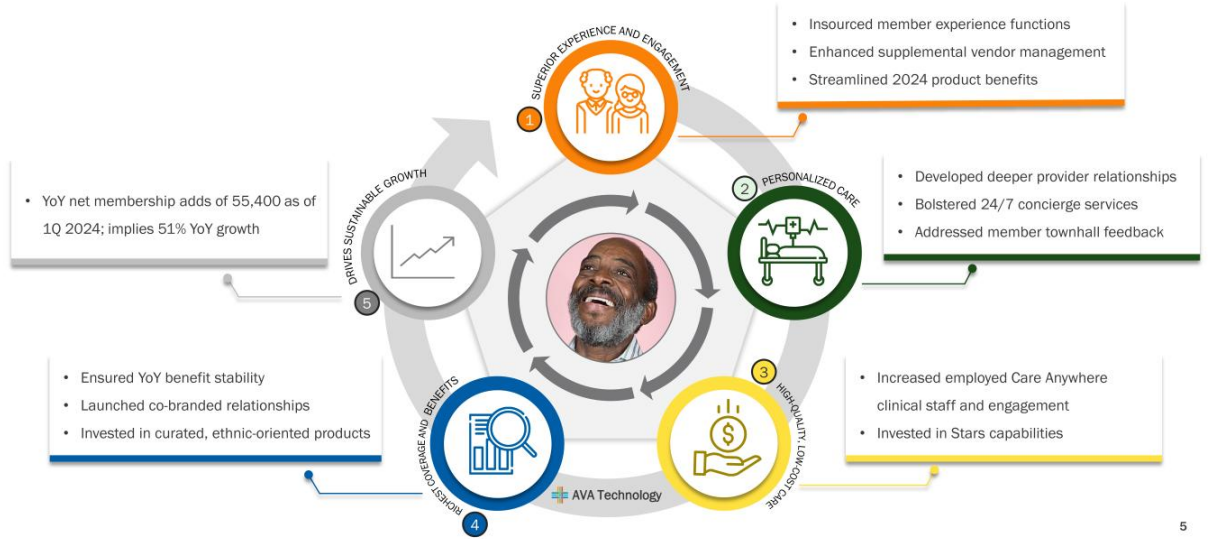 SUPERIOR EXPERIENCE AND ENGAGEMENT
1
• Insourced member experience functions
• Enhanced supplemental vendor management
• Streamlined 2024 product benefits
2
PERSONALIZED CARE
• Developed deeper provider relationships
• Bolstered 24/7 concierge services
• Addressed member townhall feedback
3
HIGH-QUALITY, LOW-COST CARE
• Increased employed Care Anywhere
clinical staff and engagement
• Invested in Stars capabilities
RICHEST COVERAGE AND BENEFITS
4
• Ensured YoY benefit stability
• Launched co-branded relationships
• Invested in curated, ethnic-oriented products
DRIVES SUSTAINABLE GROWTH
5
• YoY net membership adds of 55,400 as of
1Q 2024; implies 51% YoY growth
$
AVA Technology
5